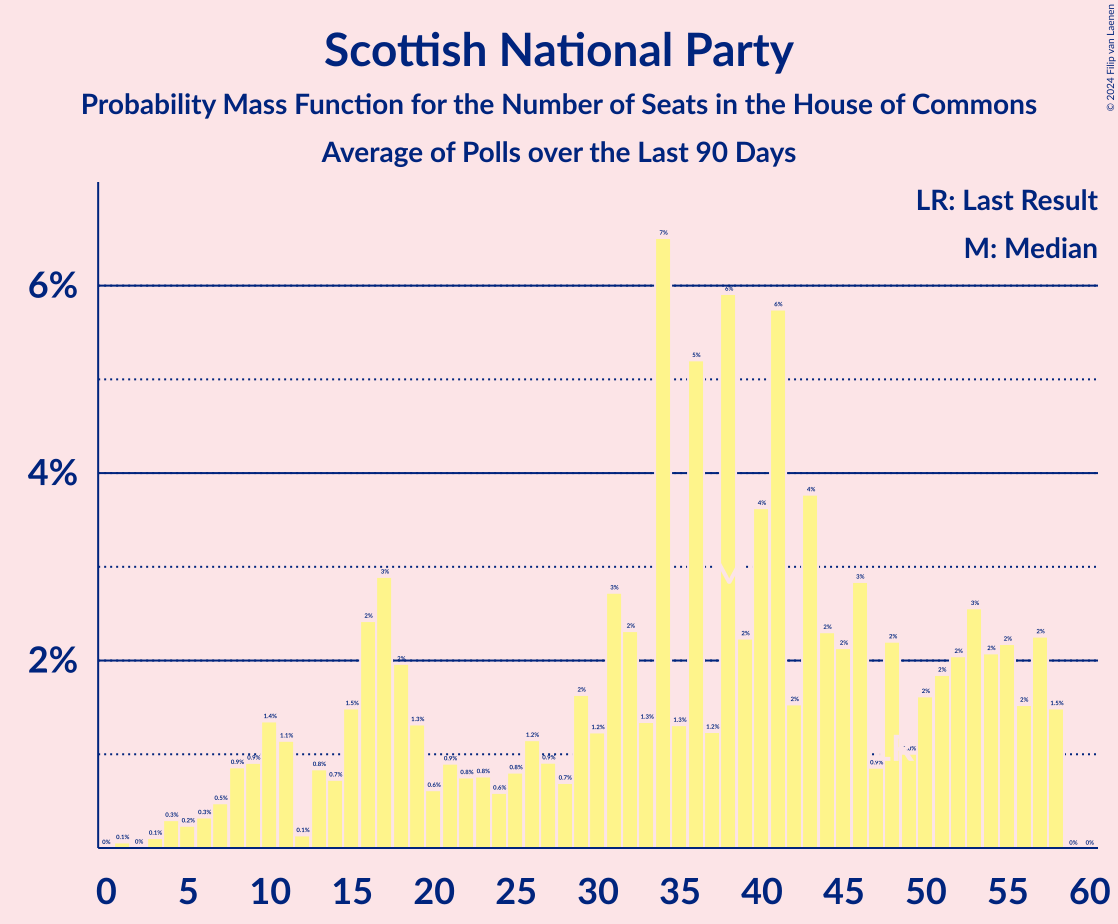 Scottish National Party
Probability Mass Function for the Number of Seats in the House of Commons
Average of Polls over the Last 90 Days
© 2024 Filip van Laenen
LR: Last Result
M: Median
6%
4%
2%
0% 0.1% 0% 0.1% 0.3% 0.2% 0.3% 0.5% 0.9% 0.9% 1.4% 1.1% 0.1% 0.8% 0.7% 1.5% 2% 3% 2% 1.3% 0.6% 0.9% 0.8% 0.8% 0.6% 0.8% 1.2% 0.9% 0.7% 2% 1.2% 3% 2% 1.3% 7% 1.3% 5% 1.2% 6% 2% 4% 6% 2% 4% 2% 2% 3% 0.9% 2% 1.0% 2% 2% 2% 3% 2% 2% 2% 2% 1.5% 0% 0%
0 5 10 15 20 25 30 35 40 45 50 55 60